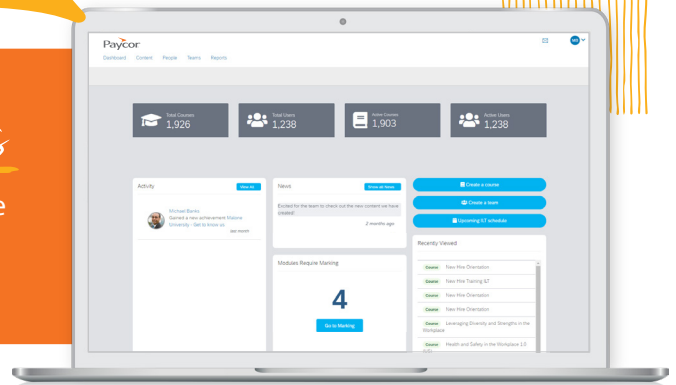 Paycor
Dashboard Content People Teams Reports
MB
Total Courses
1,926
Total Users
1,238
Active Courses
1,903
Active Users
1,238
Activity
View All
Michael Banks
Gained a new achievement Malone
University - Get to know us
last month
News
Show all News
Excited for the team to check out the new content we have
created!
2 months ago
Modules Require Marking
4
Go to Marking
Create a course
Create a team
Upcoming ILT schedule
Recently Viewed
Course New Hire Orientation
Course New Hire Training ILT
Course New Hire Orientation
Course New Hire Orientation
Course Leveraging Diversity and Strengths in the
Workplace
Course Health and Safety in the Workplace 1.0